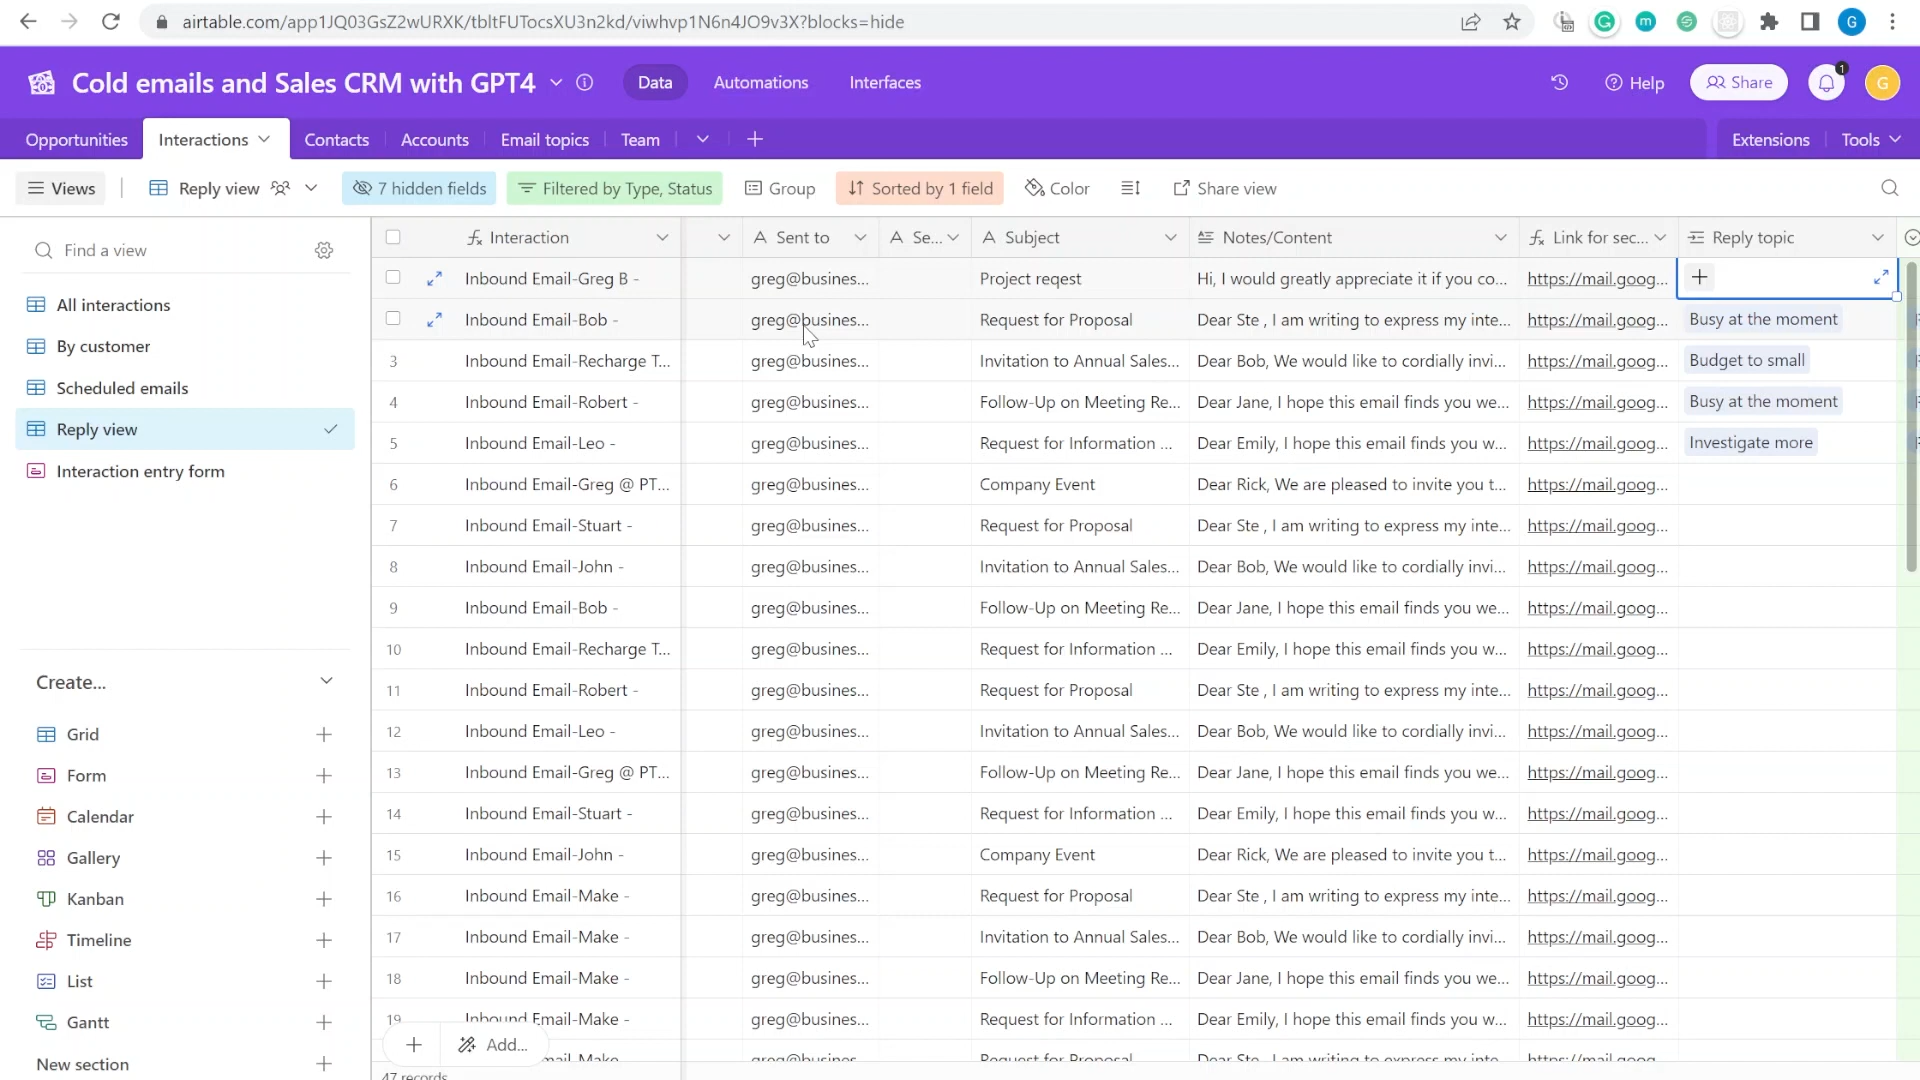 airtable.com/app1JQ03GsZ2wURXK/tbltFUTocsXU3n2kd/viwhvp1N6n4JO9v3X?blocks=hide
G
Cold emails and Sales CRM with GPT4
Data
Automations
Interfaces
Help
Share
1
G
Opportunities
Interactions
Contacts
Accounts
Email topics
Team
Extensions
Tools
Views
Reply view
7 hidden fields
Filtered by Type, Status
Group
Sorted by 1 field
Color
Share view
Find a view
All interactions
By customer
Scheduled emails
Reply view
Interaction entry form
Create...
Grid
Form
Calendar
Gallery
Kanban
Timeline
List
Gantt
New section
Interaction Sent to Se... Subject Notes/Content Link for sec... Reply topic
Inbound Email-Greg B - greg@busines... Project reqest Hi, I would greatly appreciate it if you co... https://mail.goog...
Inbound Email-Bob - greg@busines... Request for Proposal Dear Ste , I am writing to express my inte... https://mail.goog... Busy at the moment
3 Inbound Email-Recharge T... greg@busines... Invitation to Annual Sales... Dear Bob, We would like to cordially invi... https://mail.goog... Budget to small
4 Inbound Email-Robert - greg@busines... Follow-Up on Meeting Re... Dear Jane, I hope this email finds you we... https://mail.goog... Busy at the moment
5 Inbound Email-Leo - greg@busines... Request for Information ... Dear Emily, I hope this email finds you w... https://mail.goog... Investigate more
6 Inbound Email-Greg @ PT... greg@busines... Company Event Dear Rick, We are pleased to invite you t... https://mail.goog...
7 Inbound Email-Stuart - greg@busines... Request for Proposal Dear Ste , I am writing to express my inte... https://mail.goog...
8 Inbound Email-John - greg@busines... Invitation to Annual Sales... Dear Bob, We would like to cordially invi... https://mail.goog...
9 Inbound Email-Bob - greg@busines... Follow-Up on Meeting Re... Dear Jane, I hope this email finds you we... https://mail.goog...
10 Inbound Email-Recharge T... greg@busines... Request for Information ... Dear Emily, I hope this email finds you w... https://mail.goog...
11 Inbound Email-Robert - greg@busines... Request for Proposal Dear Ste , I am writing to express my inte... https://mail.goog...
12 Inbound Email-Leo - greg@busines... Invitation to Annual Sales... Dear Bob, We would like to cordially invi... https://mail.goog...
13 Inbound Email-Greg @ PT... greg@busines... Follow-Up on Meeting Re... Dear Jane, I hope this email finds you we... https://mail.goog...
14 Inbound Email-Stuart - greg@busines... Request for Information ... Dear Emily, I hope this email finds you w... https://mail.goog...
15 Inbound Email-John - greg@busines... Company Event Dear Rick, We are pleased to invite you t... https://mail.goog...
16 Inbound Email-Make - greg@busines... Request for Proposal Dear Ste , I am writing to express my inte... https://mail.goog...
17 Inbound Email-Make - greg@busines... Invitation to Annual Sales... Dear Bob, We would like to cordially invi... https://mail.goog...
18 Inbound Email-Make - greg@busines... Follow-Up on Meeting Re... Dear Jane, I hope this email finds you we... https://mail.goog...
19 Inbound Email-Make - greg@busines... Request for Information ... Dear Emily, I hope this email finds you w... https://mail.goog...
Add...
47 records